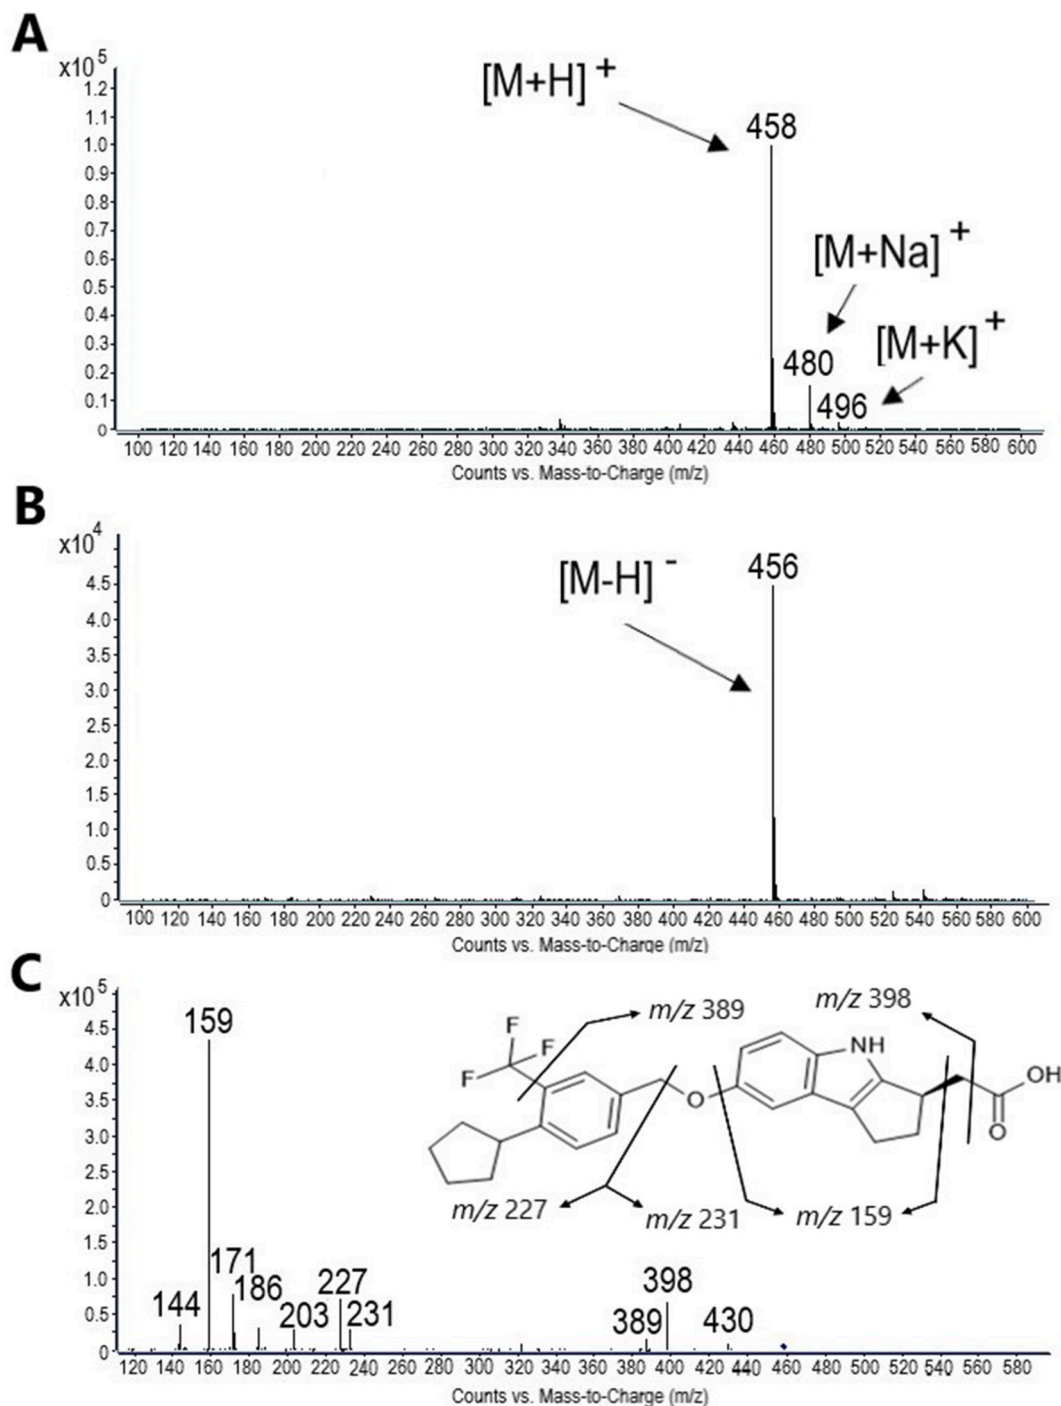 A
x10 5
[M+H] +
1.2
1.1
1.0
0.9
0.8
0.7
0.6
0.5
0.4
0.3
0.2
0.1
0
458
[M+Na] +
480
[M+K] +
496
100 120 140 160 180 200 220 240 260 280 300 320 340 360 380 400 420 440 460 480 500 520 540 560 580 600
Counts vs. Mass-to-Charge (m/z)
B
x10 4
[M-H] -
456
4.5
4.0
3.5
3.0
2.5
2.0
1.5
1.0
0.5
0
100 120 140 160 180 200 220 240 260 280 300 320 340 360 380 400 420 440 460 480 500 520 540 560 580 600
Counts vs. Mass-to-Charge (m/z)
C
x10 5
4.5
4.0
3.5
3.0
2.5
2.0
1.5
1.0
0.5
0
159
m/z 389
m/z 398
F
F
F
NH
O
OH
O
m/z 227
m/z 231
m/z 159
144
171
186
203
227
231
389
398
430
120 140 160 180 200 220 240 260 280 300 320 340 360 380 400 420 440 460 480 500 520 540 560 580
Counts vs. Mass-to-Charge (m/z)